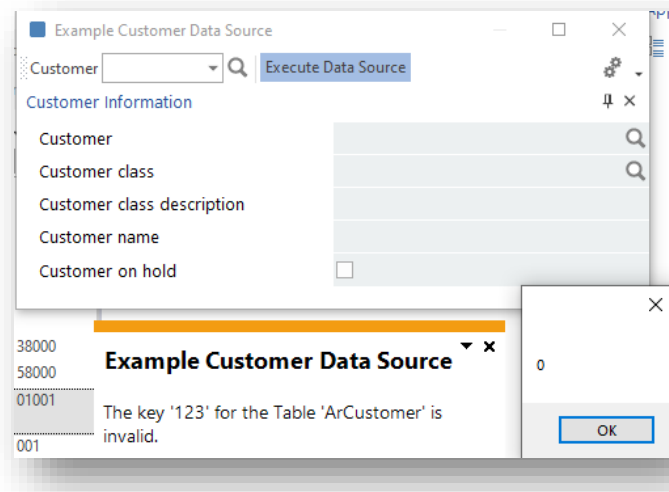 Example Customer Data Source
Customer
Execute Data Source
Customer Information
Customer
Customer class
Customer class description
Customer name
Customer on hold
38000
58000
01001
001
Example Customer Data Source
The key '123' for the Table 'ArCustomer' is
invalid.
0
OK